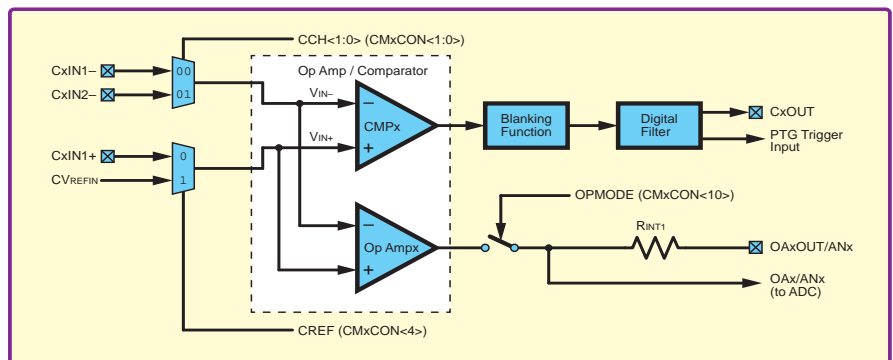 CCH<1:0> (CMxCON<1:0>)
Op Amp / Comparator
CxIN1–
CxIN2–
00
01
VIN–
–
CMPx
+
VIN+
Blanking
Function
Digital
Filter
CxOUT
PTG Trigger
Input
CxIN1+
CVREFIN
0
1
OPMODE (CMxCON<10>)
–
Op Ampx
+
RINT1
OAxOUT/ANx
OAx/ANx
(to ADC)
CREF (CMxCON<4>)